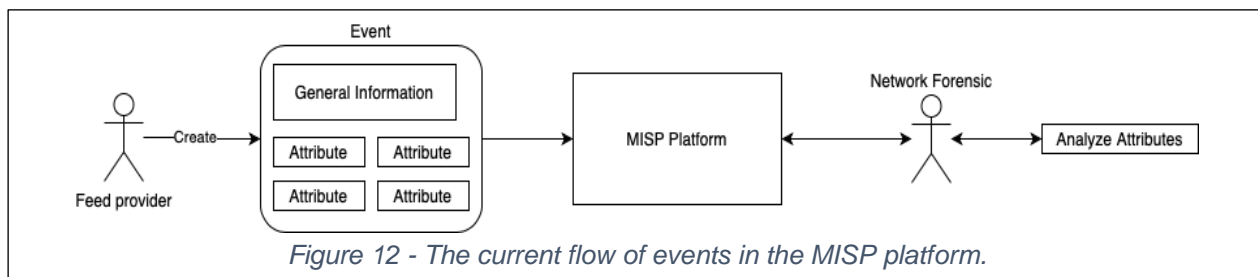 Event
General Information
Create
Attribute Attribute
Attribute Attribute
Feed provider
MISP Platform
Network Forensic
Analyze Attributes
Figure 12 - The current flow of events in the MISP platform.